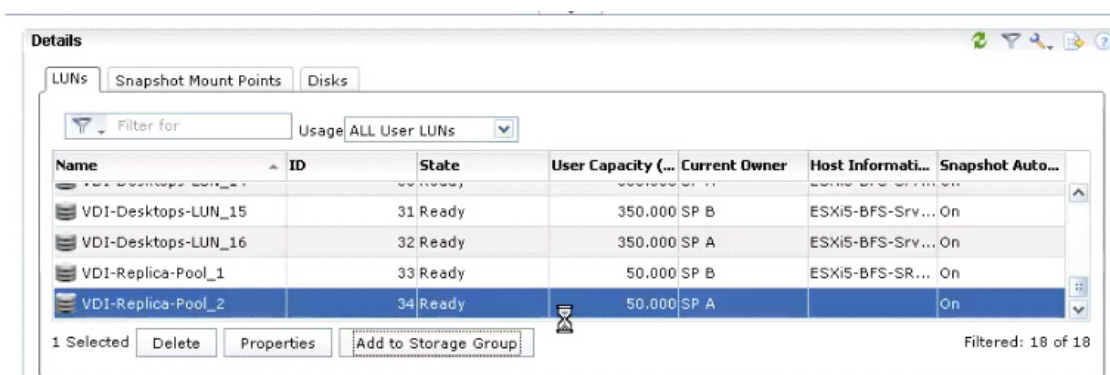 Details
LUNs Snapshot Mount Points Disks
Filter for Usage ALL User LUNs
Name ID State User Capacity (... Current Owner Host Informati... Snapshot Auto...
VDI-Desktops-LUN_15 31 Ready 350.000 SP B ESXi5-BFS-Srv... On
VDI-Desktops-LUN_16 32 Ready 350.000 SP A ESXi5-BFS-Srv... On
VDI-Replica-Pool_1 33 Ready 50.000 SP B ESXi5-BFS-SR... On
VDI-Replica-Pool_2 34 Ready 50.000 SP A On
1 Selected Delete Properties Add to Storage Group Filtered: 18 of 18